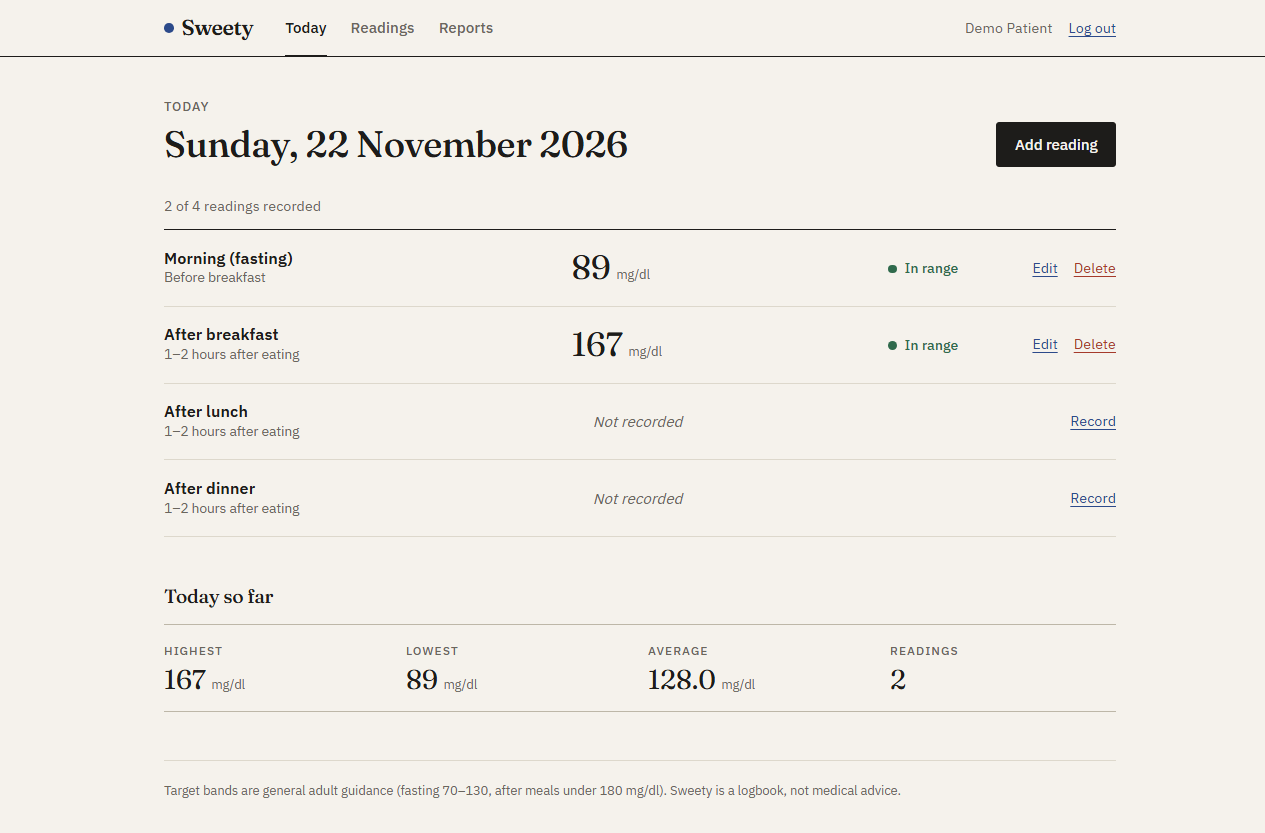 Sweety Today Readings Reports Demo Patient Log out
TODAY
Sunday, 22 November 2026
Add reading
2 of 4 readings recorded
Morning (fasting)
Before breakfast
89 mg/dl
In range
Edit Delete
After breakfast
1–2 hours after eating
167 mg/dl
In range
Edit Delete
After lunch
1–2 hours after eating
Not recorded
Record
After dinner
1–2 hours after eating
Not recorded
Record
Today so far
HIGHEST LOWEST AVERAGE READINGS
167 mg/dl 89 mg/dl 128.0 mg/dl 2
Target bands are general adult guidance (fasting 70–130, after meals under 180 mg/dl). Sweety is a logbook, not medical advice.